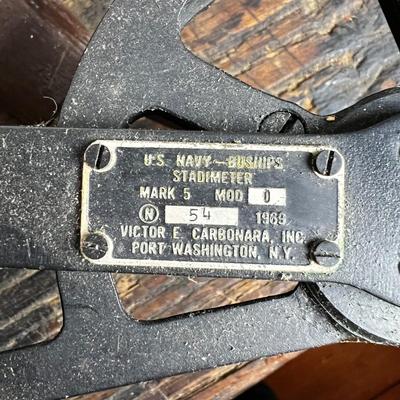 U.S. NAVY—BUSHIPS
STADIMETER
MARK 5 MOD 0
N 54 1969
VICTOR E. CARBONARA, INC.
PORT WASHINGTON, N.Y.